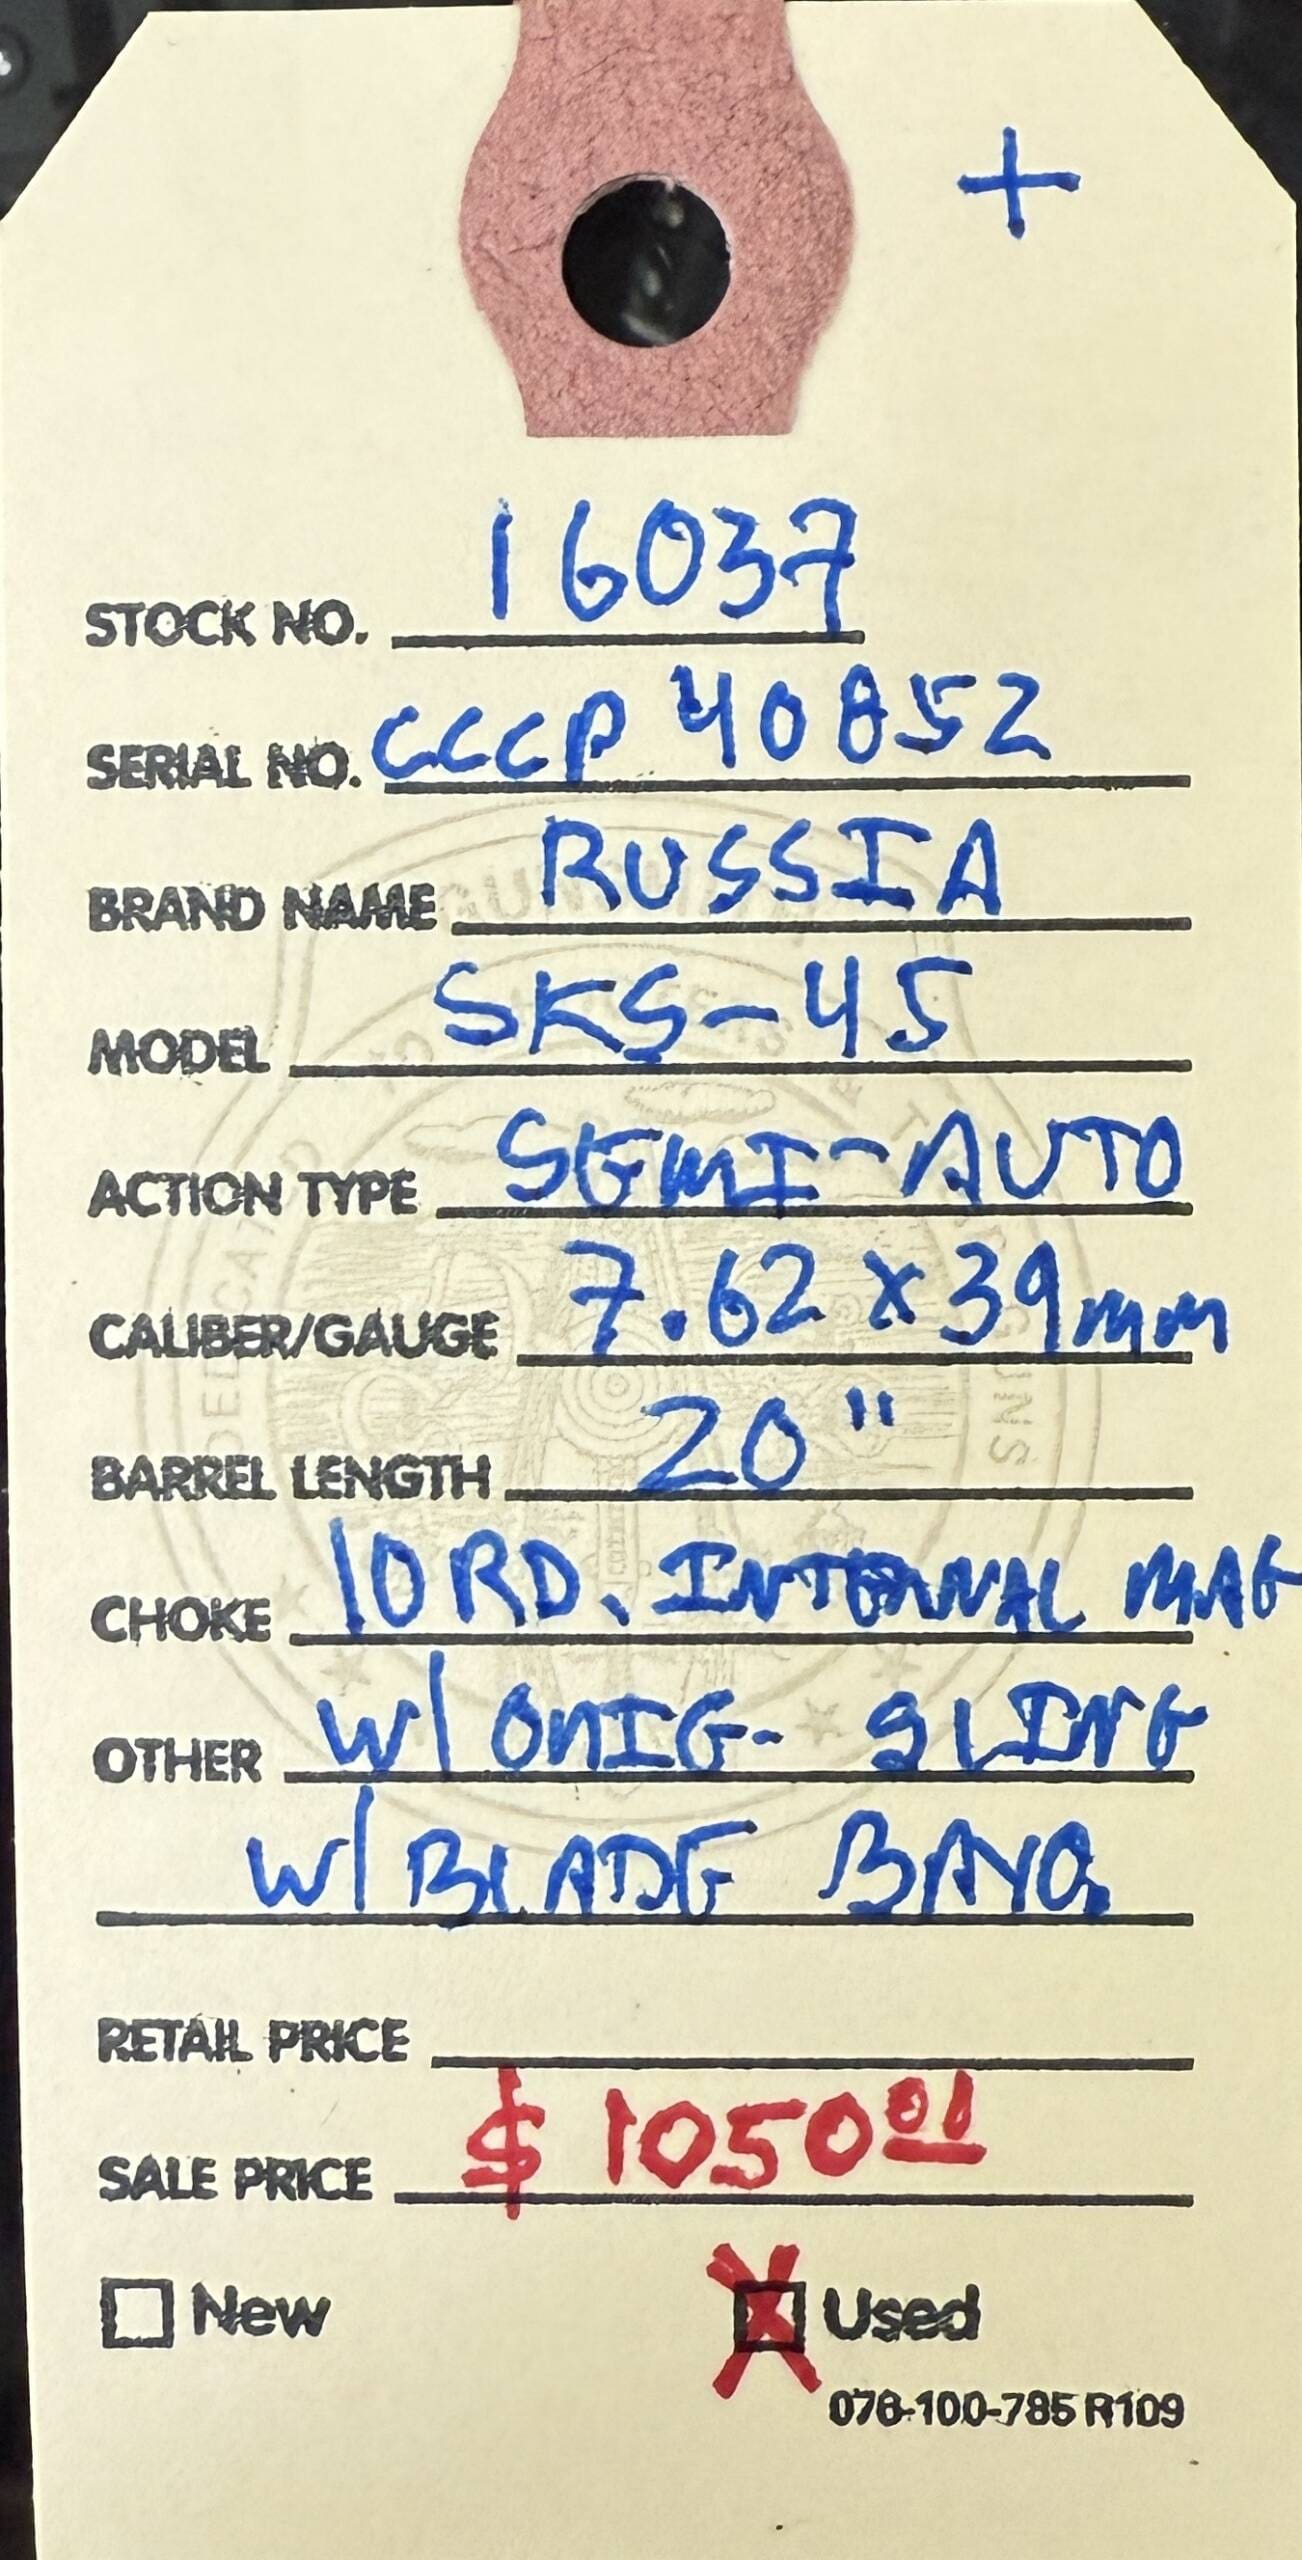 +
STOCK NO. 16037
SERIAL NO. CCCP 40852
BRAND NAME RUSSIA
MODEL SKS-45
ACTION TYPE SEMI-AUTO
CALIBER/GAUGE 7.62 x 39mm
BARREL LENGTH 20"
CHOKE 10 RD. INTERNAL MAG
OTHER W/ ORIG. SLING
W/ BLADE BAYO.
RETAIL PRICE
SALE PRICE $ 1050 00
New X Used
076-100-785 R109